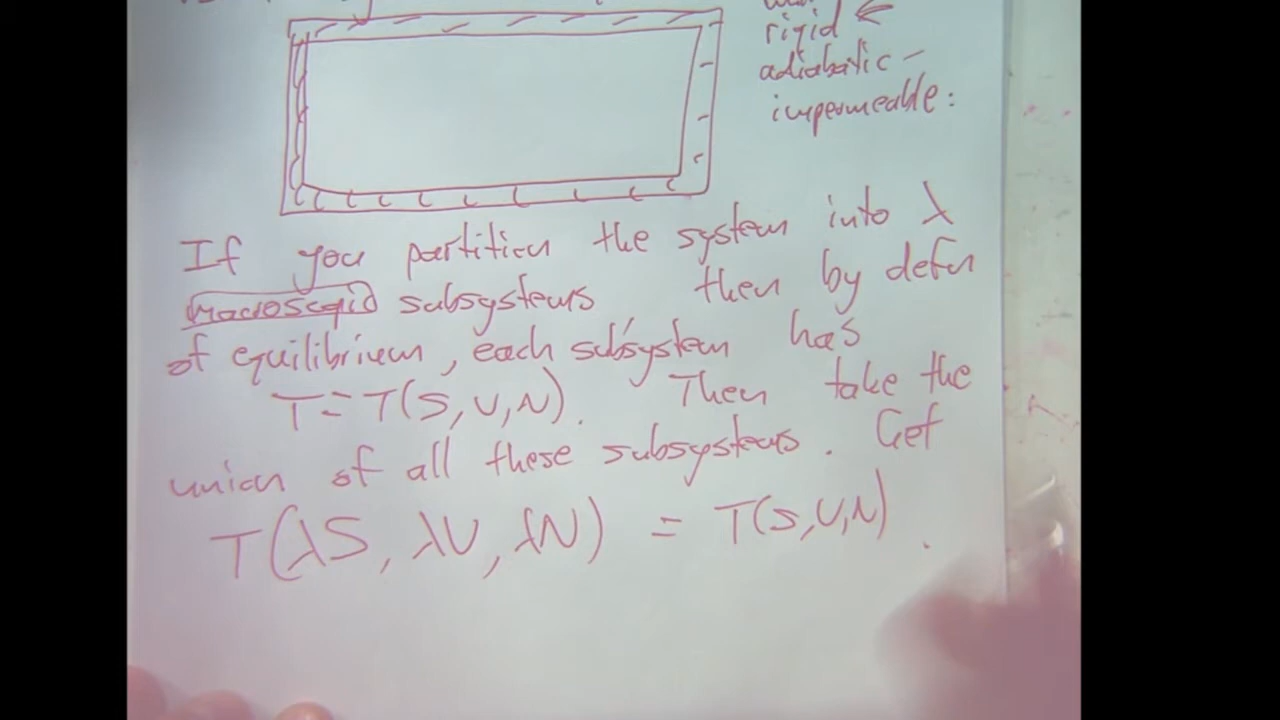 rigid ←
adiabatic -
impermeable:
If you partition the system into λ
macroscopic subsystems then by defn
of equilibrium, each subsystem has
T = T(S, V, N). Then take the
union of all these subsystems. Get
T(λS, λV, λN) = T(S, V, N).